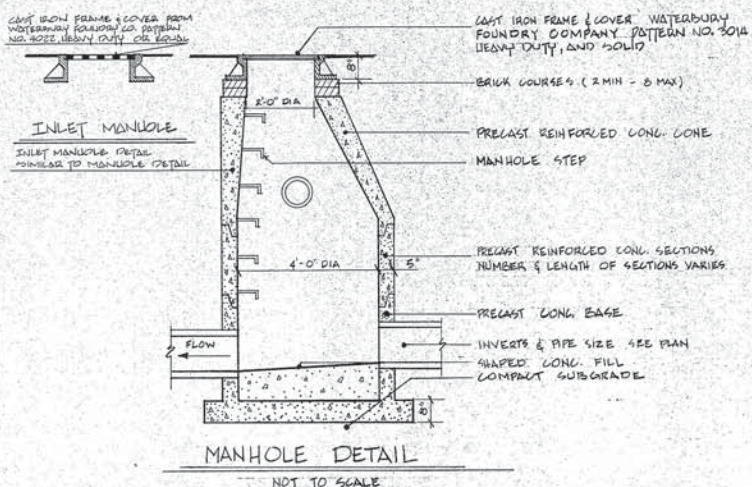 CAST IRON FRAME & COVER FROM
WATERBURY FOUNDRY CO. PATTERN
NO. 4022, HEAVY DUTY OR EQUAL
INLET MANHOLE
INLET MANHOLE DETAIL
SIMILAR TO MANHOLE DETAIL
CAST IRON FRAME & COVER WATERBURY
FOUNDRY COMPANY PATTERN NO. 3014
HEAVY DUTY, AND SOLID
8"
BRICK COURSES (2 MIN - 8 MAX)
2'-0" DIA
PRECAST REINFORCED CONC. CONE
MANHOLE STEP
4'-0" DIA
5"
PRECAST REINFORCED CONC. SECTIONS
NUMBER & LENGTH OF SECTIONS VARIES
PRECAST CONC. BASE
FLOW
INVERTS & PIPE SIZE SEE PLAN
SHAPED CONC. FILL
COMPACT SUBGRADE
8"
MANHOLE DETAIL
NOT TO SCALE